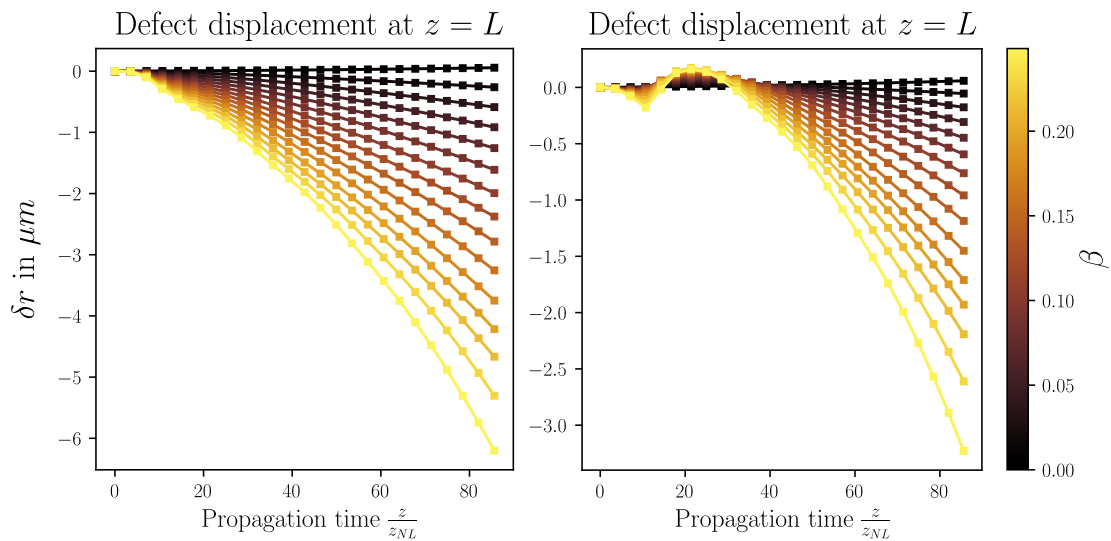 Defect displacement at z = L
Defect displacement at z = L
δr in μm
0
−1
−2
−3
−4
−5
−6
0 20 40 60 80
Propagation time z/z_NL
0.0
−0.5
−1.0
−1.5
−2.0
−2.5
−3.0
0 20 40 60 80
Propagation time z/z_NL
0.20
0.15
0.10
0.05
0.00
β